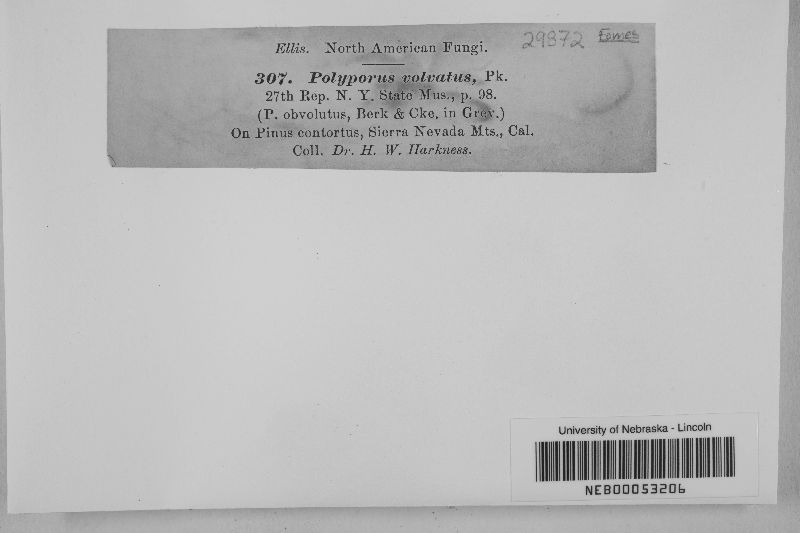 Ellis. North American Fungi.
29872 Fomes
307. Polyporus volvatus, Pk.
27th Rep. N. Y. State Mus., p. 98.
(P. obvolutus, Berk & Cke. in Grev.)
On Pinus contortus, Sierra Nevada Mts., Cal.
Coll. Dr. H. W. Harkness.
University of Nebraska - Lincoln
NEB00053206